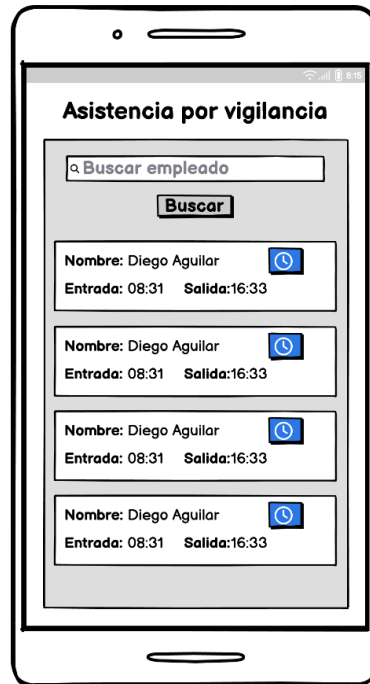 8:15
Asistencia por vigilancia
Buscar empleado
Buscar
Nombre: Diego Aguilar
Entrada: 08:31 Salida:16:33
Nombre: Diego Aguilar
Entrada: 08:31 Salida:16:33
Nombre: Diego Aguilar
Entrada: 08:31 Salida:16:33
Nombre: Diego Aguilar
Entrada: 08:31 Salida:16:33